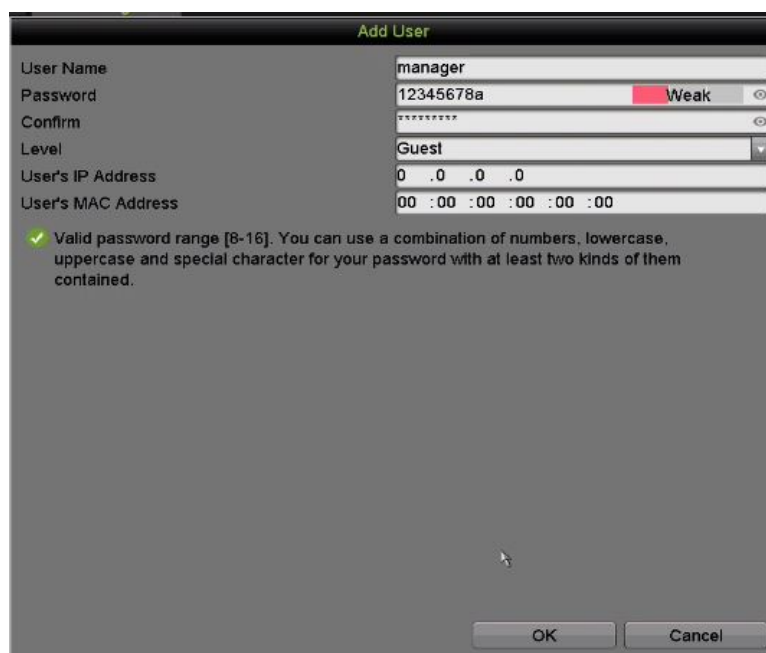 Add User
User Name manager
Password 12345678a Weak
Confirm *********
Level Guest
User's IP Address 0 .0 .0 .0
User's MAC Address 00 :00 :00 :00 :00 :00
Valid password range [8-16]. You can use a combination of numbers, lowercase,
uppercase and special character for your password with at least two kinds of them
contained.
OK Cancel